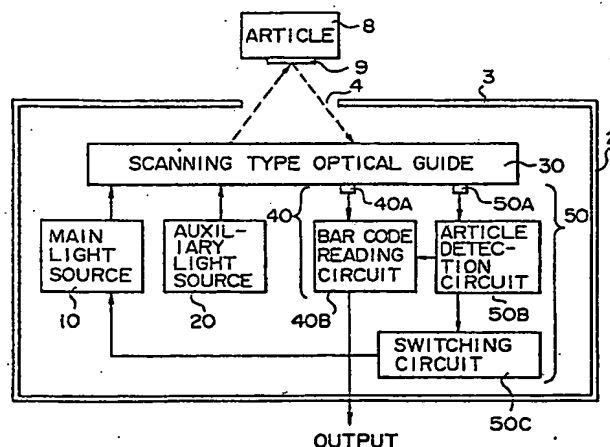 ARTICLE
8
9
4
3
2
SCANNING TYPE OPTICAL GUIDE
30
40
40A
50A
50
MAIN
LIGHT
SOURCE
10
AUXIL-
IARY
LIGHT
SOURCE
20
BAR CODE
READING
CIRCUIT
40B
ARTICLE
DETEC-
TION
CIRCUIT
50B
SWITCHING
CIRCUIT
50C
OUTPUT